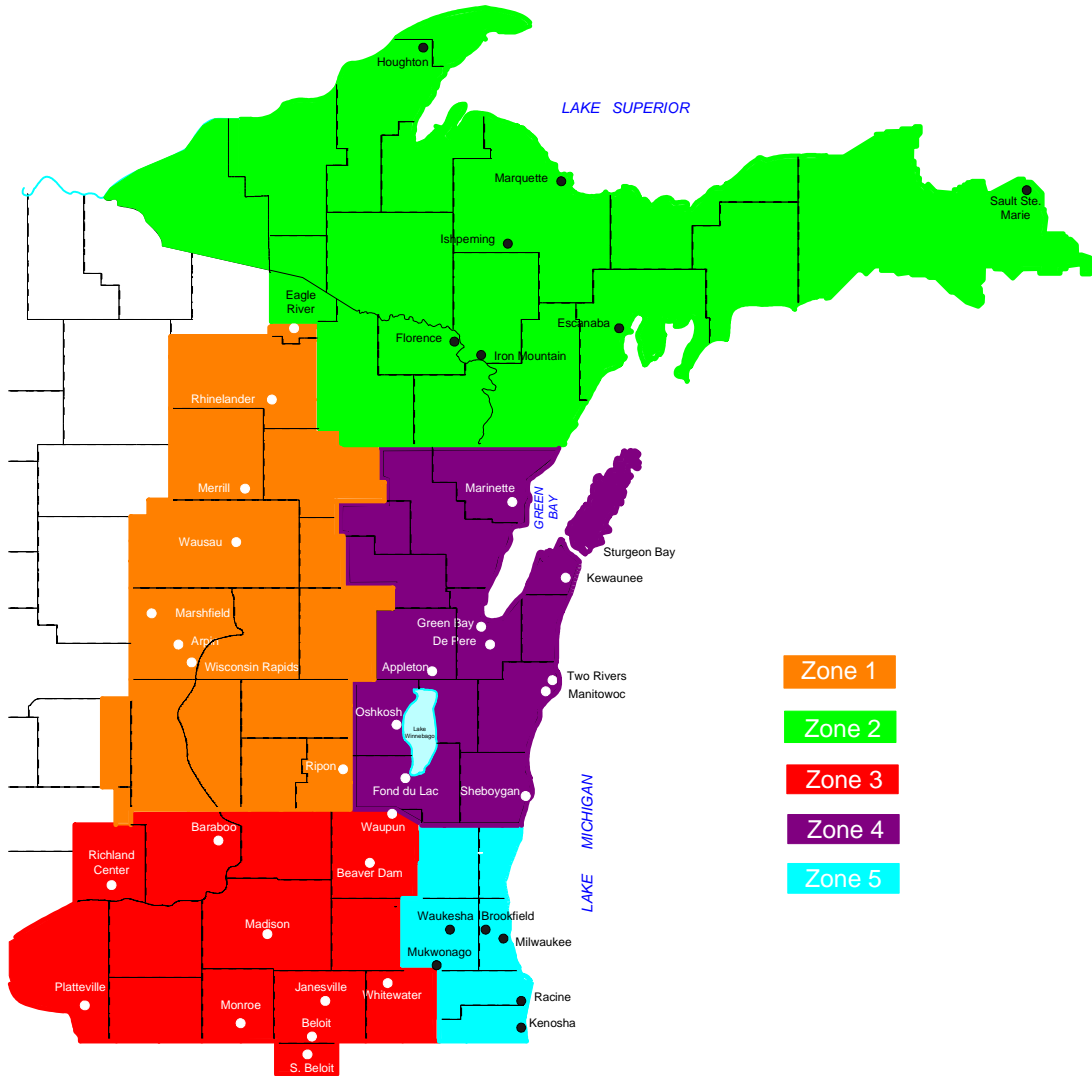 Houghton
LAKE SUPERIOR
Marquette
Sault Ste.
Marie
Ishpeming
Eagle
River
Escanaba
Florence
Iron Mountain
Rhinelander
Merrill
Marinette
GREEN
BAY
Wausau
Sturgeon Bay
Kewaunee
Marshfield
Green Bay
Arpin
De Pere
Wisconsin Rapids
Appleton
Two Rivers
Manitowoc
Zone 1
Oshkosh
Lake
Winnebago
Zone 2
Ripon
Fond du Lac
Sheboygan
Zone 3
LAKE MICHIGAN
Baraboo
Waupun
Zone 4
Richland
Center
Beaver Dam
Zone 5
Madison
Waukesha
Brookfield
Milwaukee
Mukwonago
Platteville
Janesville
Whitewater
Racine
Monroe
Beloit
Kenosha
S. Beloit